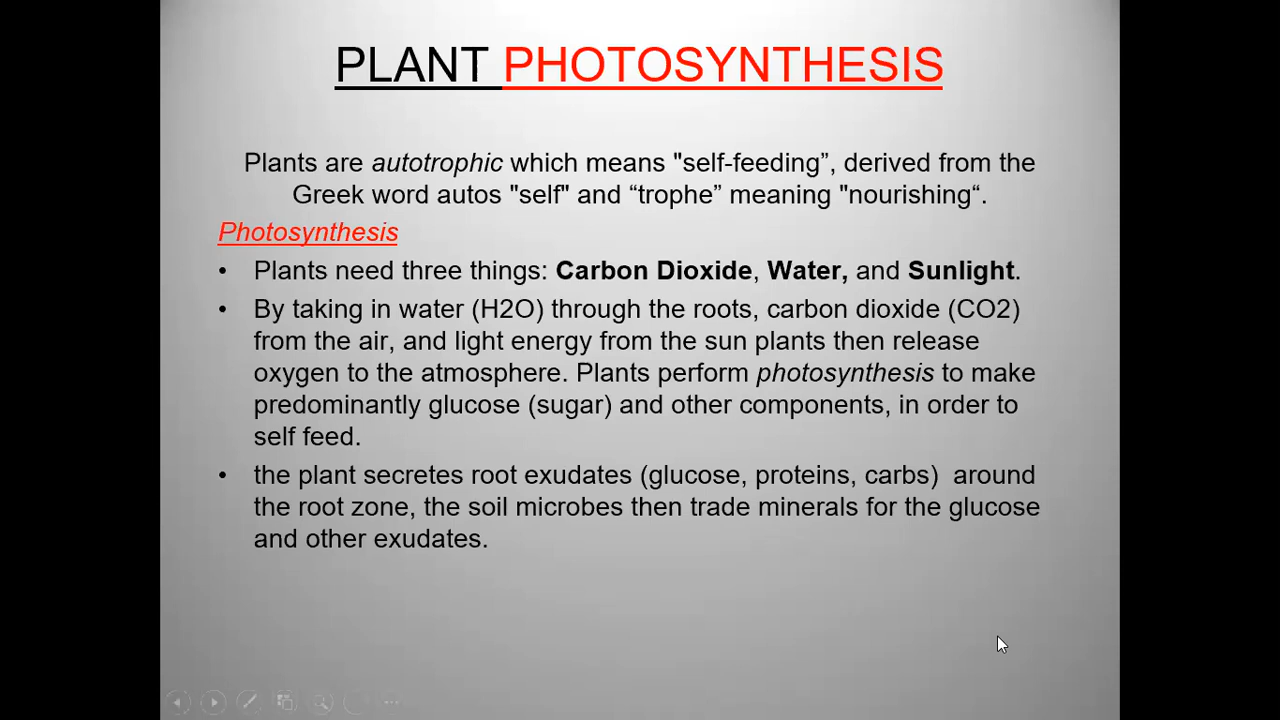 PLANT PHOTOSYNTHESIS
Plants are autotrophic which means "self-feeding”, derived from the
Greek word autos "self" and “trophe” meaning "nourishing“.
Photosynthesis
• Plants need three things: Carbon Dioxide, Water, and Sunlight.
• By taking in water (H2O) through the roots, carbon dioxide (CO2)
from the air, and light energy from the sun plants then release
oxygen to the atmosphere. Plants perform photosynthesis to make
predominantly glucose (sugar) and other components, in order to
self feed.
• the plant secretes root exudates (glucose, proteins, carbs)  around
the root zone, the soil microbes then trade minerals for the glucose
and other exudates.